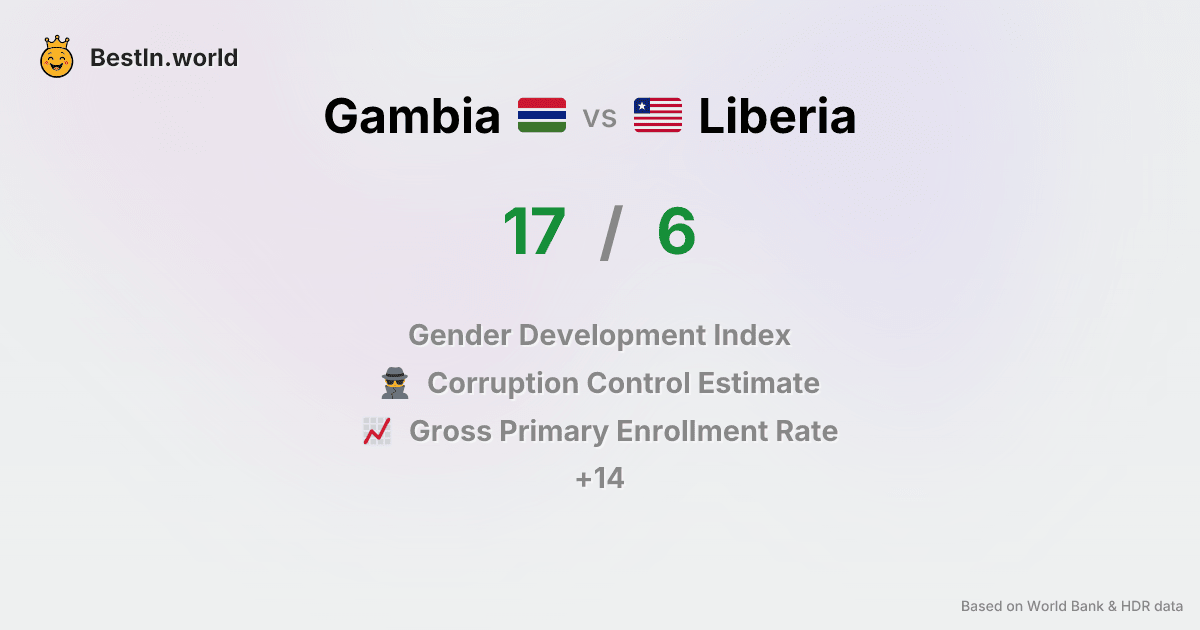 BestIn.world
Gambia vs Liberia
17 / 6
Gender Development Index
Corruption Control Estimate
Gross Primary Enrollment Rate
+14
Based on World Bank & HDR data